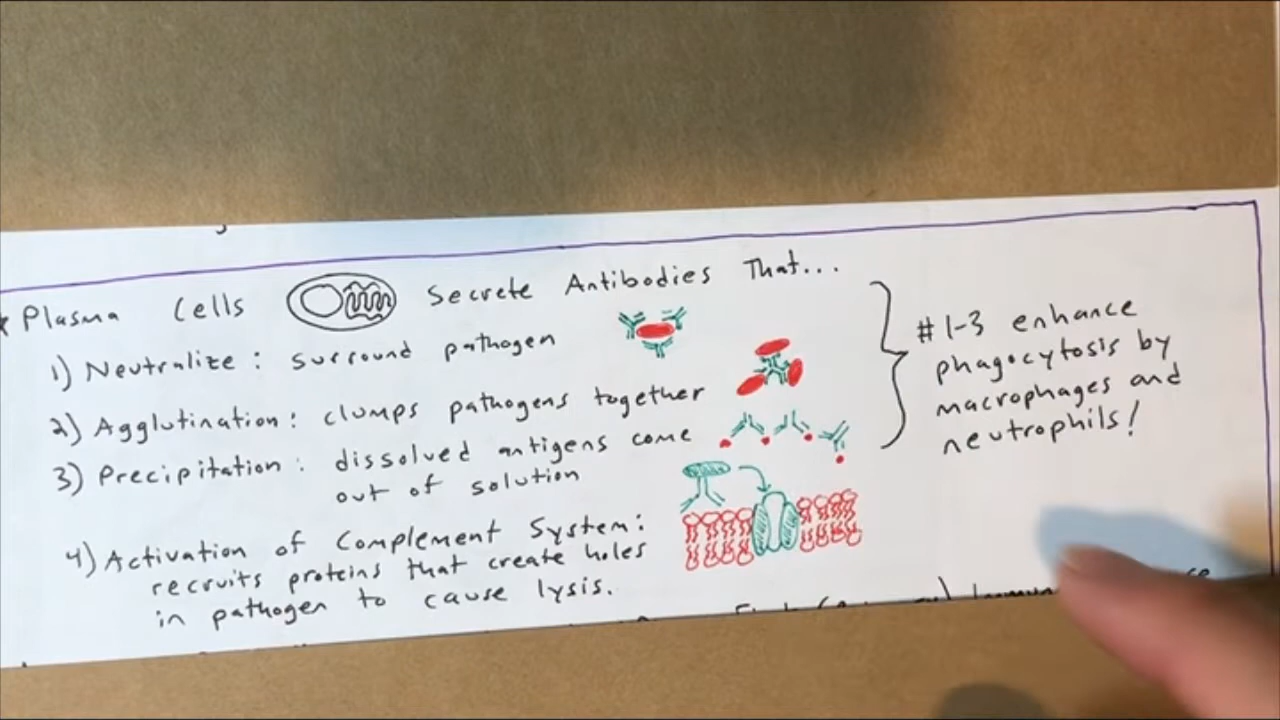 Plasma Cells Secrete Antibodies That...
1) Neutralize: surround pathogen
2) Agglutination: clumps pathogens together
3) Precipitation: dissolved antigens come
out of solution
4) Activation of Complement System:
recruits proteins that create holes
in pathogen to cause lysis.
#1-3 enhance
phagocytosis by
macrophages and
neutrophils!